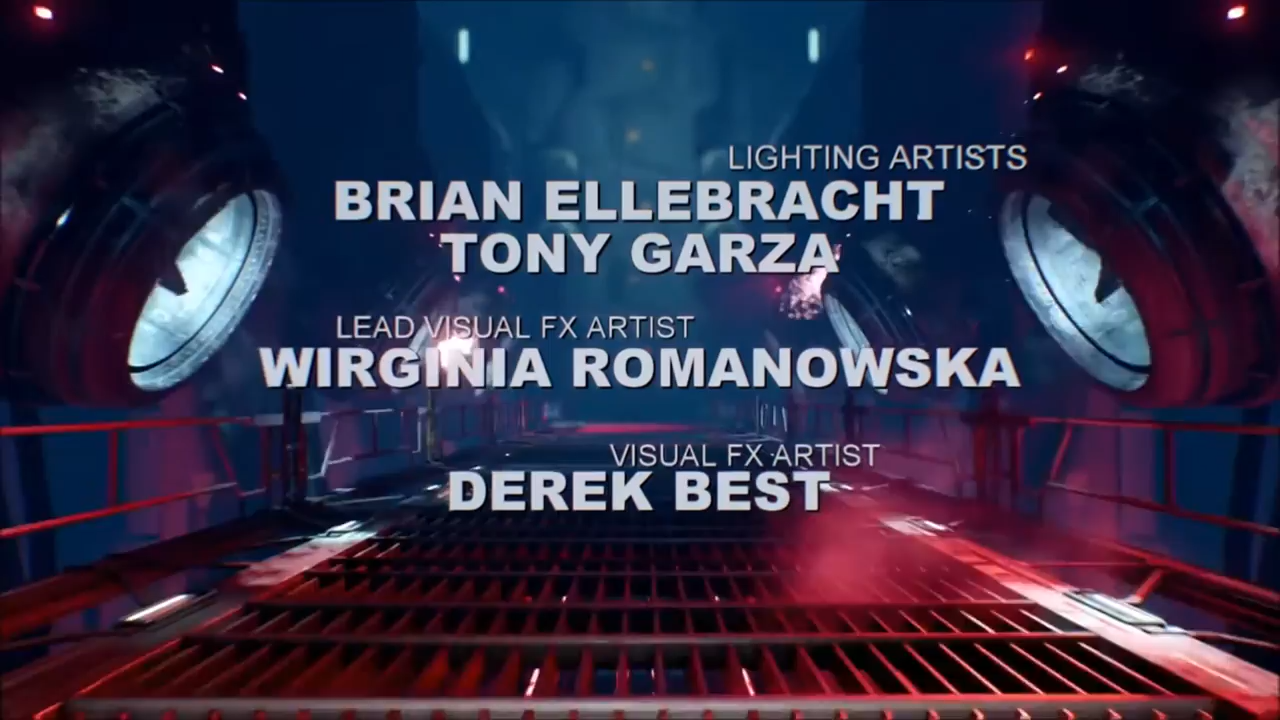 LIGHTING ARTISTS
BRIAN ELLEBRACHT
TONY GARZA
LEAD VISUAL FX ARTIST
WIRGINIA ROMANOWSKA
VISUAL FX ARTIST
DEREK BEST